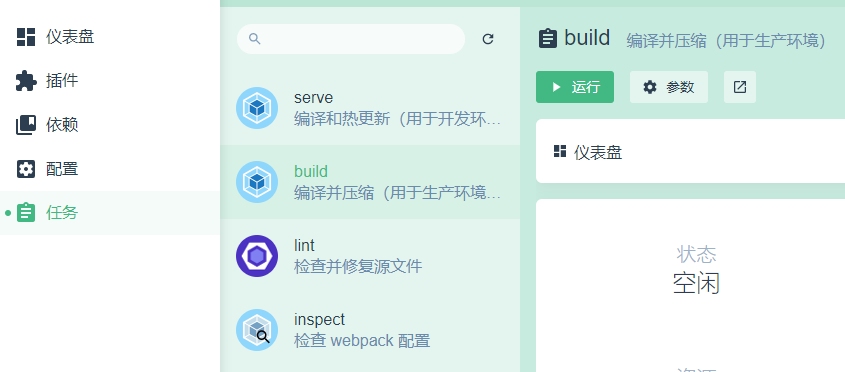 仪表盘
插件
依赖
配置
任务
serve
编译和热更新（用于开发环…
build
编译并压缩（用于生产环境…
lint
检查并修复源文件
inspect
检查 webpack 配置
build 编译并压缩（用于生产环境）
运行 参数
仪表盘
状态
空闲